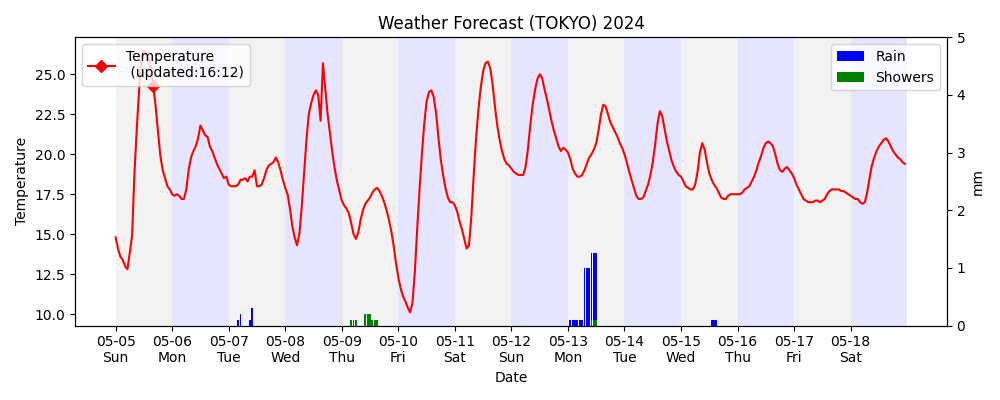 Weather Forecast (TOKYO) 2024
Temperature
(updated:16:12)
Rain
Showers
Temperature
25.0
22.5
20.0
17.5
15.0
12.5
10.0
5
4
3
2
1
0
mm
05-05 05-06 05-07 05-08 05-09 05-10 05-11 05-12 05-13 05-14 05-15 05-16 05-17 05-18
Sun Mon Tue Wed Thu Fri Sat Sun Mon Tue Wed Thu Fri Sat
Date